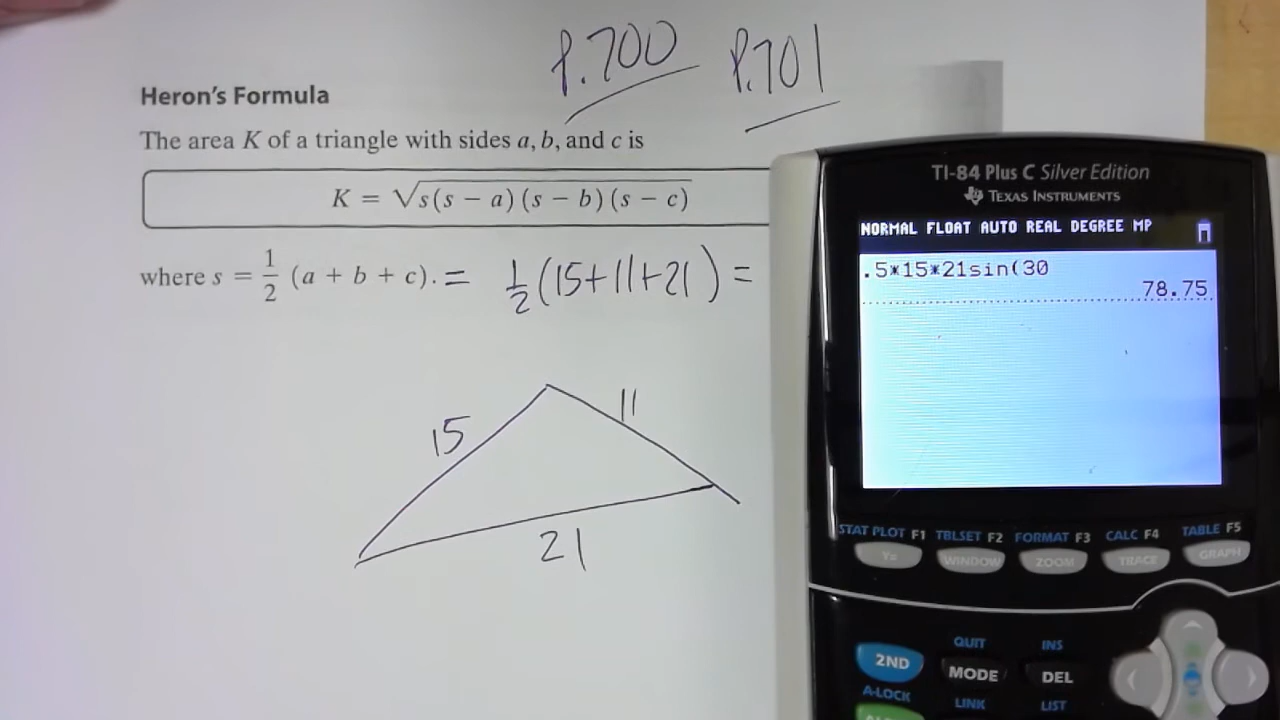 P.700 P.701
Heron's Formula
The area K of a triangle with sides a, b, and c is
K = √s(s − a)(s − b)(s − c)
where s = 1/2 (a + b + c). = 1/2(15+11+21) =
15
11
21
TI-84 Plus C Silver Edition
TEXAS INSTRUMENTS
NORMAL FLOAT AUTO REAL DEGREE MP
.5*15*21sin(30
78.75
STAT PLOT F1 TBLSET F2 FORMAT F3 CALC F4 TABLE F5
Y= WINDOW ZOOM TRACE GRAPH
QUIT INS
2ND MODE DEL
A-LOCK LINK LIST